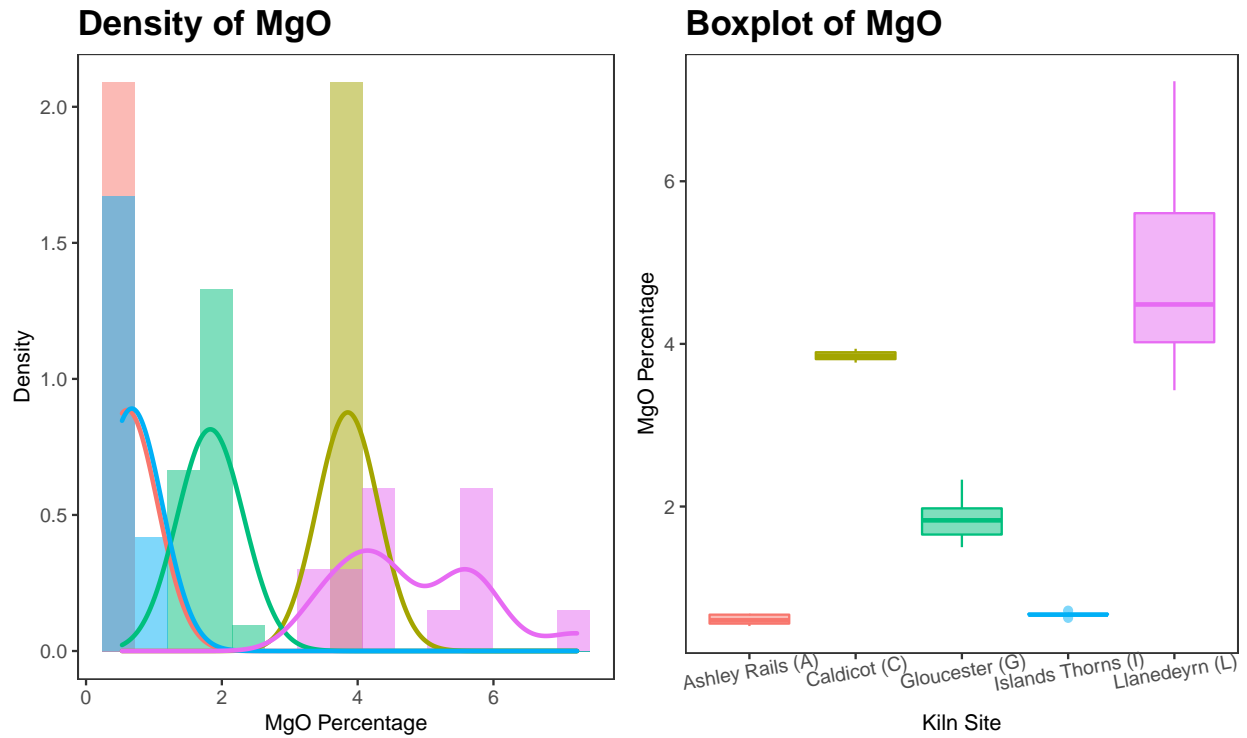 Density of MgO
2.0
1.5
1.0
0.5
0.0
Density
0 2 4 6
MgO Percentage
Boxplot of MgO
6
4
2
MgO Percentage
Ashley Rails (A)
Caldicot (C)
Gloucester (G)
Islands Thorns (I)
Llanedeyrn (L)
Kiln Site